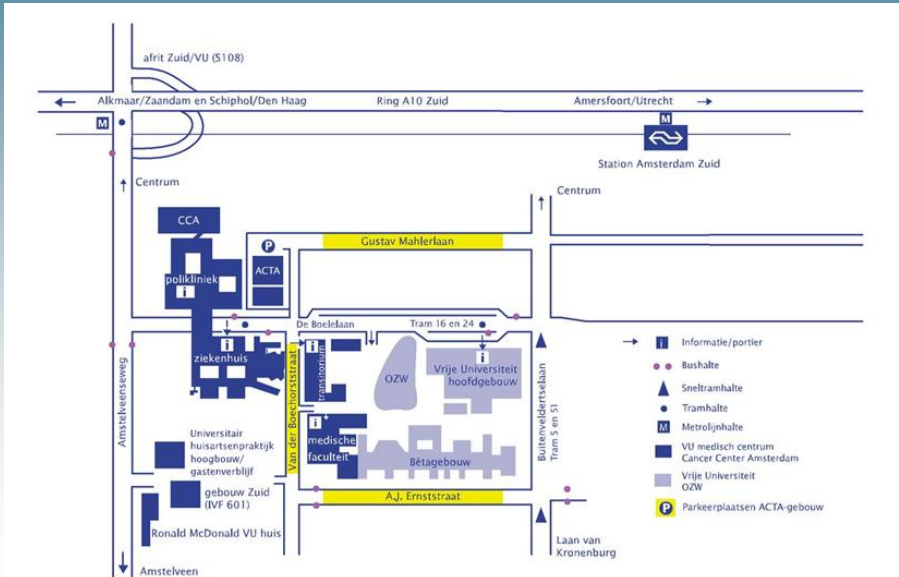 afrit Zuid/VU (S108)
Alkmaar/Zaandam en Schiphol/Den Haag
Ring A10 Zuid
Amersfoort/Utrecht
M
M
Station Amsterdam Zuid
Centrum
Centrum
CCA
P
Gustav Mahlerlaan
ACTA
polikliniek
i
De Boelelaan
Tram 16 en 24
ziekenhuis
i
i
transitorium
i
Vrije Universiteit
hoofdgebouw
OZW
Amstelveenseweg
Van der Boechorststraat
Buitenveldertselaan
Tram 5 en 51
i
medische
faculteit
Bètagebouw
Universitair
huisartsenpraktijk
hoogbouw/
gastenverblijf
gebouw Zuid
(IVF 601)
A.J. Ernststraat
Ronald McDonald VU huis
Laan van
Kronenburg
Amstelveen
i Informatie/portier
Bushalte
Sneltramhalte
Tramhalte
M Metrolijnhalte
VU medisch centrum
Cancer Center Amsterdam
Vrije Universiteit
OZW
P Parkeerplaatsen ACTA-gebouw